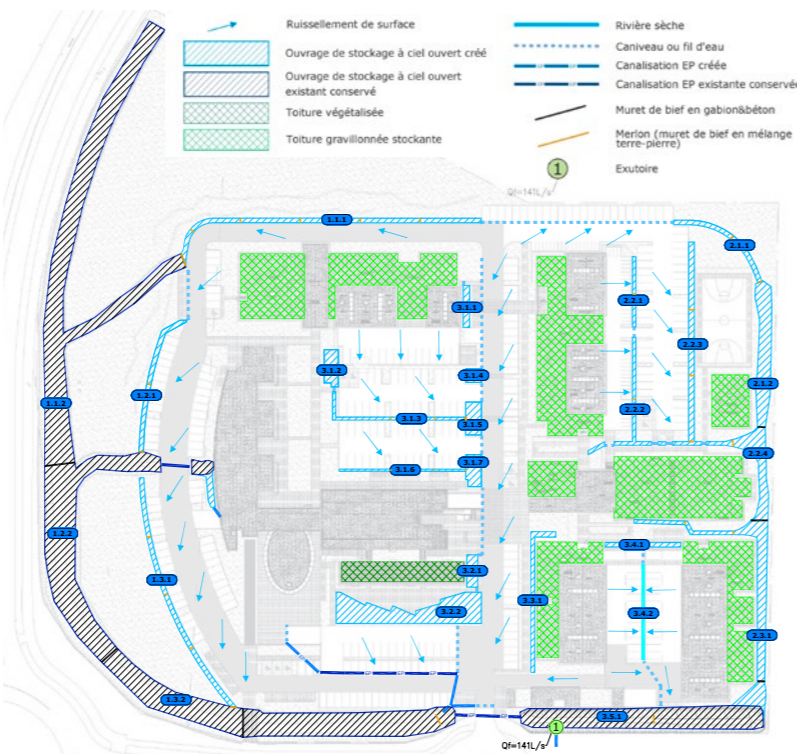 Ruissellement de surface
Ouvrage de stockage à ciel ouvert créé
Ouvrage de stockage à ciel ouvert
existant conservé
Toiture végétalisée
Toiture gravillonnée stockante
Rivière sèche
Caniveau ou fil d'eau
Canalisation EP créée
Canalisation EP existante conservée
Muret de bief en gabion&béton
Merlon (muret de bief en mélange
terre-pierre)
1
Exutoire
Qf=141L/s
1.1.1
2.1.1
3.1.1
2.2.1
2.2.3
3.1.2
3.1.4
2.1.2
1.2.1
1.1.2
2.2.2
3.1.3
3.1.5
2.2.4
3.1.7
3.1.6
1.2.2
3.4.1
3.2.1
1.3.1
3.3.1
3.2.2
3.4.2
2.3.1
1.3.2
3.5.1
1
Qf=141L/s